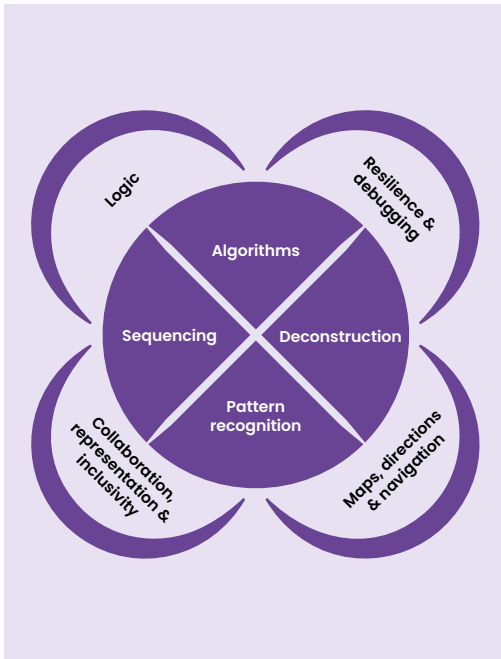 Logic
Resilience &
debugging
Algorithms
Sequencing
Deconstruction
Pattern
recognition
Collaboration,
representation &
inclusivity
Maps, directions
& navigation